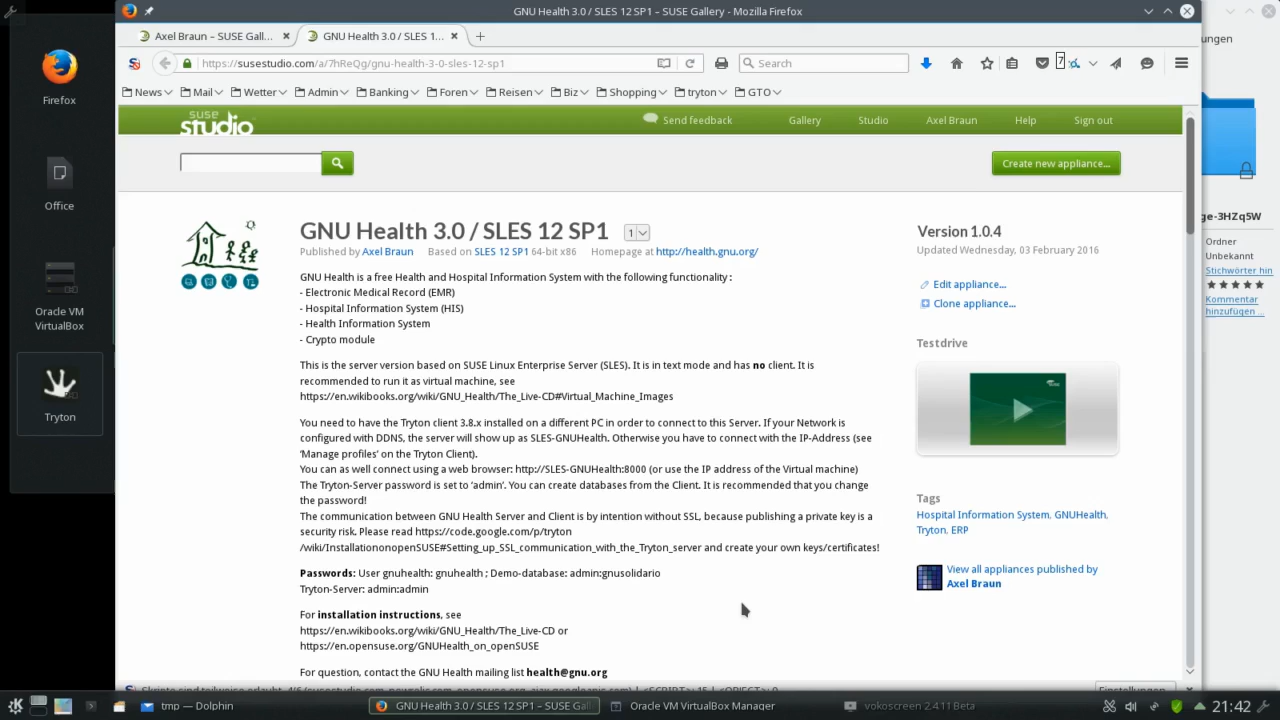 GNU Health 3.0 / SLES 12 SP1 – SUSE Gallery - Mozilla Firefox
Axel Braun – SUSE Gall...
GNU Health 3.0 / SLES 12 S...
https://susestudio.com/a/7hReQg/gnu-health-3-0-sles-12-sp1
Search
7
News
Mail
Wetter
Admin
Banking
Foren
Reisen
Biz
Shopping
tryton
GTO
suse
studio
Send feedback
Gallery
Studio
Axel Braun
Help
Sign out
Create new appliance...
Firefox
Office
Oracle VM
VirtualBox
Tryton
GNU Health 3.0 / SLES 12 SP1
1
Published by Axel Braun Based on SLES 12 SP1 64-bit x86 Homepage at http://health.gnu.org/
GNU Health is a free Health and Hospital Information System with the following functionality :
- Electronic Medical Record (EMR)
- Hospital Information System (HIS)
- Health Information System
- Crypto module
This is the server version based on SUSE Linux Enterprise Server (SLES). It is in text mode and has no client. It is
recommended to run it as virtual machine, see
https://en.wikibooks.org/wiki/GNU_Health/The_Live-CD#Virtual_Machine_Images
You need to have the Tryton client 3.8.x installed on a different PC in order to connect to this Server. If your Network is
configured with DDNS, the server will show up as SLES-GNUHealth. Otherwise you have to connect with the IP-Address (see
‘Manage profiles’ on the Tryton Client).
You can as well connect using a web browser: http://SLES-GNUHealth:8000 (or use the IP address of the Virtual machine)
The Tryton-Server password is set to ‘admin’. You can create databases from the Client. It is recommended that you change
the password!
The communication between GNU Health Server and Client is by intention without SSL, because publishing a private key is a
security risk. Please read https://code.google.com/p/tryton
/wiki/InstallationonopenSUSE#Setting_up_SSL_communication_with_the_Tryton_server and create your own keys/certificates!
Passwords: User gnuhealth: gnuhealth ; Demo-database: admin:gnusolidario
Tryton-Server: admin:admin
For installation instructions, see
https://en.wikibooks.org/wiki/GNU_Health/The_Live-CD or
https://en.opensuse.org/GNUHealth_on_openSUSE
For question, contact the GNU Health mailing list health@gnu.org
Version 1.0.4
Updated Wednesday, 03 February 2016
Edit appliance...
Clone appliance...
Testdrive
Tags
Hospital Information System, GNUHealth,
Tryton, ERP
View all appliances published by
Axel Braun
ungen
ge-3HZq5W
Ordner
Unbekannt
Stichwörter hin
Kommentar
hinzufügen ...
tmp — Dolphin
GNU Health 3.0 / SLES 12 SP1 – SUSE Gal
Oracle VM VirtualBox Manager
vokoscreen 2.4.11 Beta
21:42